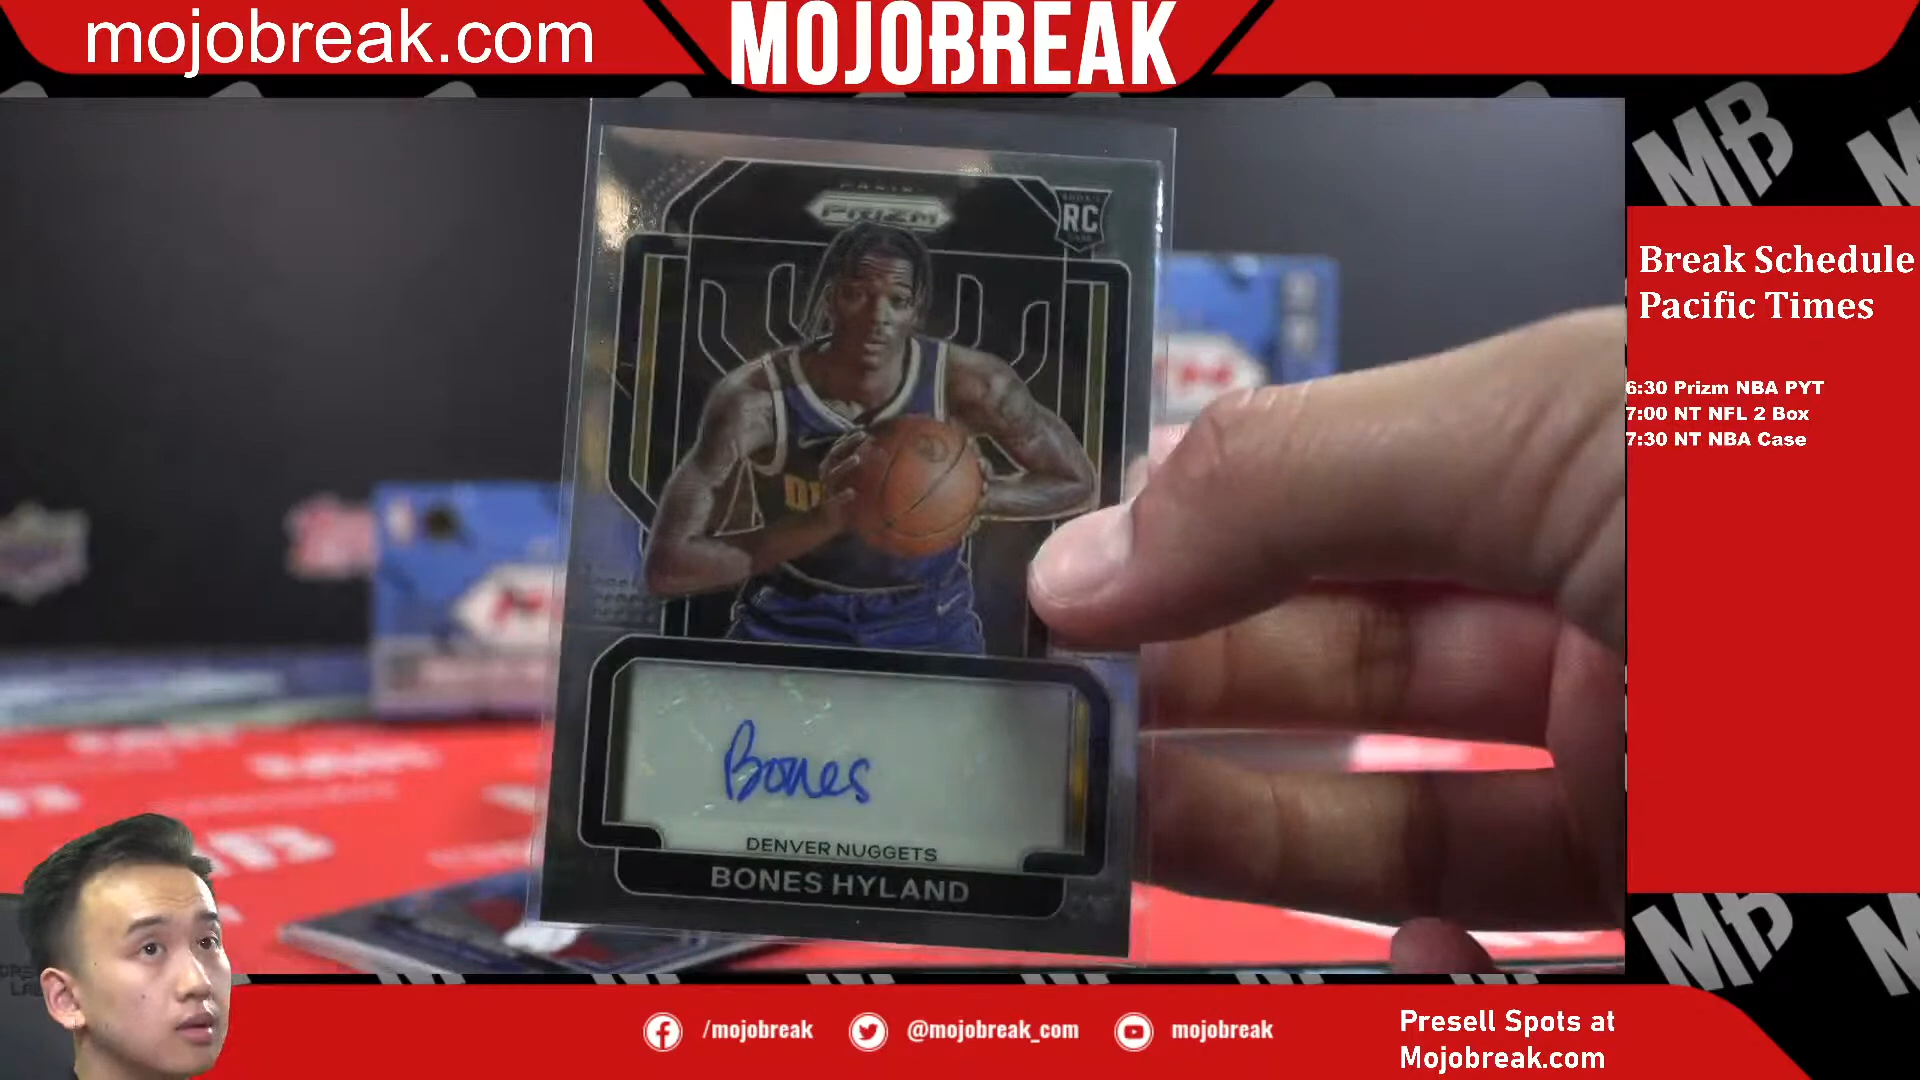 mojobreak.com
MOJOBREAK
MB
PANINI
PRIZM
RC
Break Schedule
Pacific Times
6:30 Prizm NBA PYT
7:00 NT NFL 2 Box
7:30 NT NBA Case
Bones
DENVER NUGGETS
BONES HYLAND
MB
/mojobreak
@mojobreak_com
mojobreak
Presell Spots at
Mojobreak.com